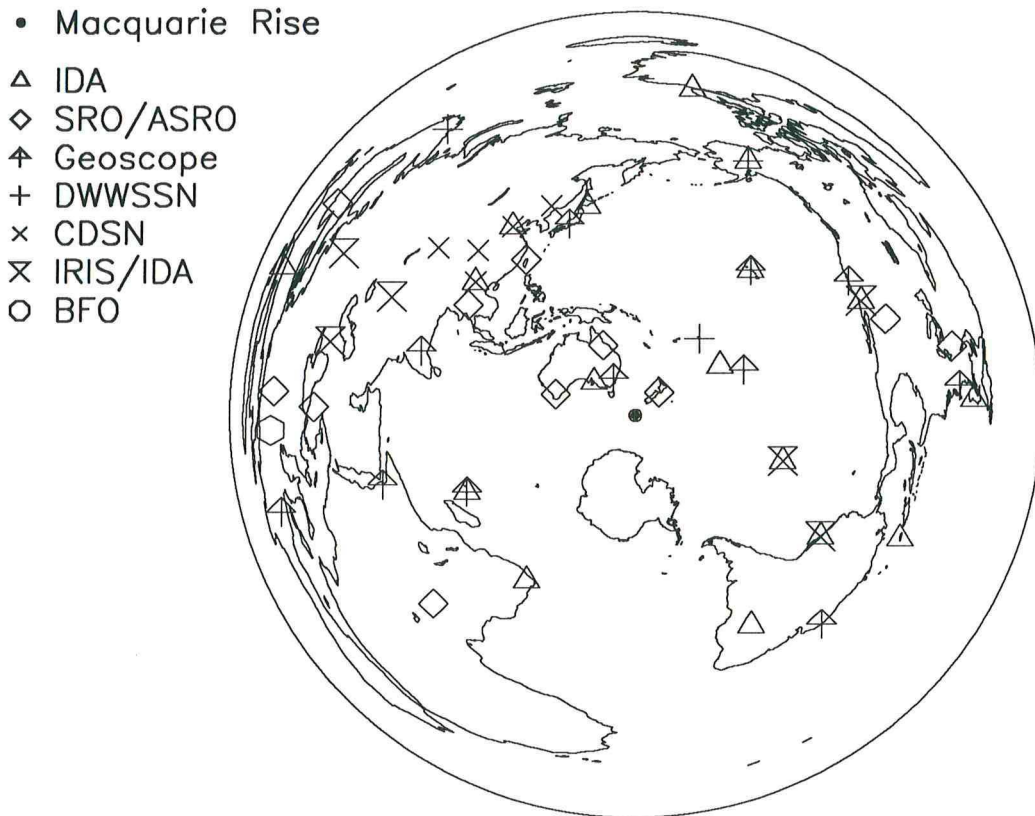 Macquarie Rise
IDA
SRO/ASRO
Geoscope
DWWSSN
CDSN
IRIS/IDA
BFO